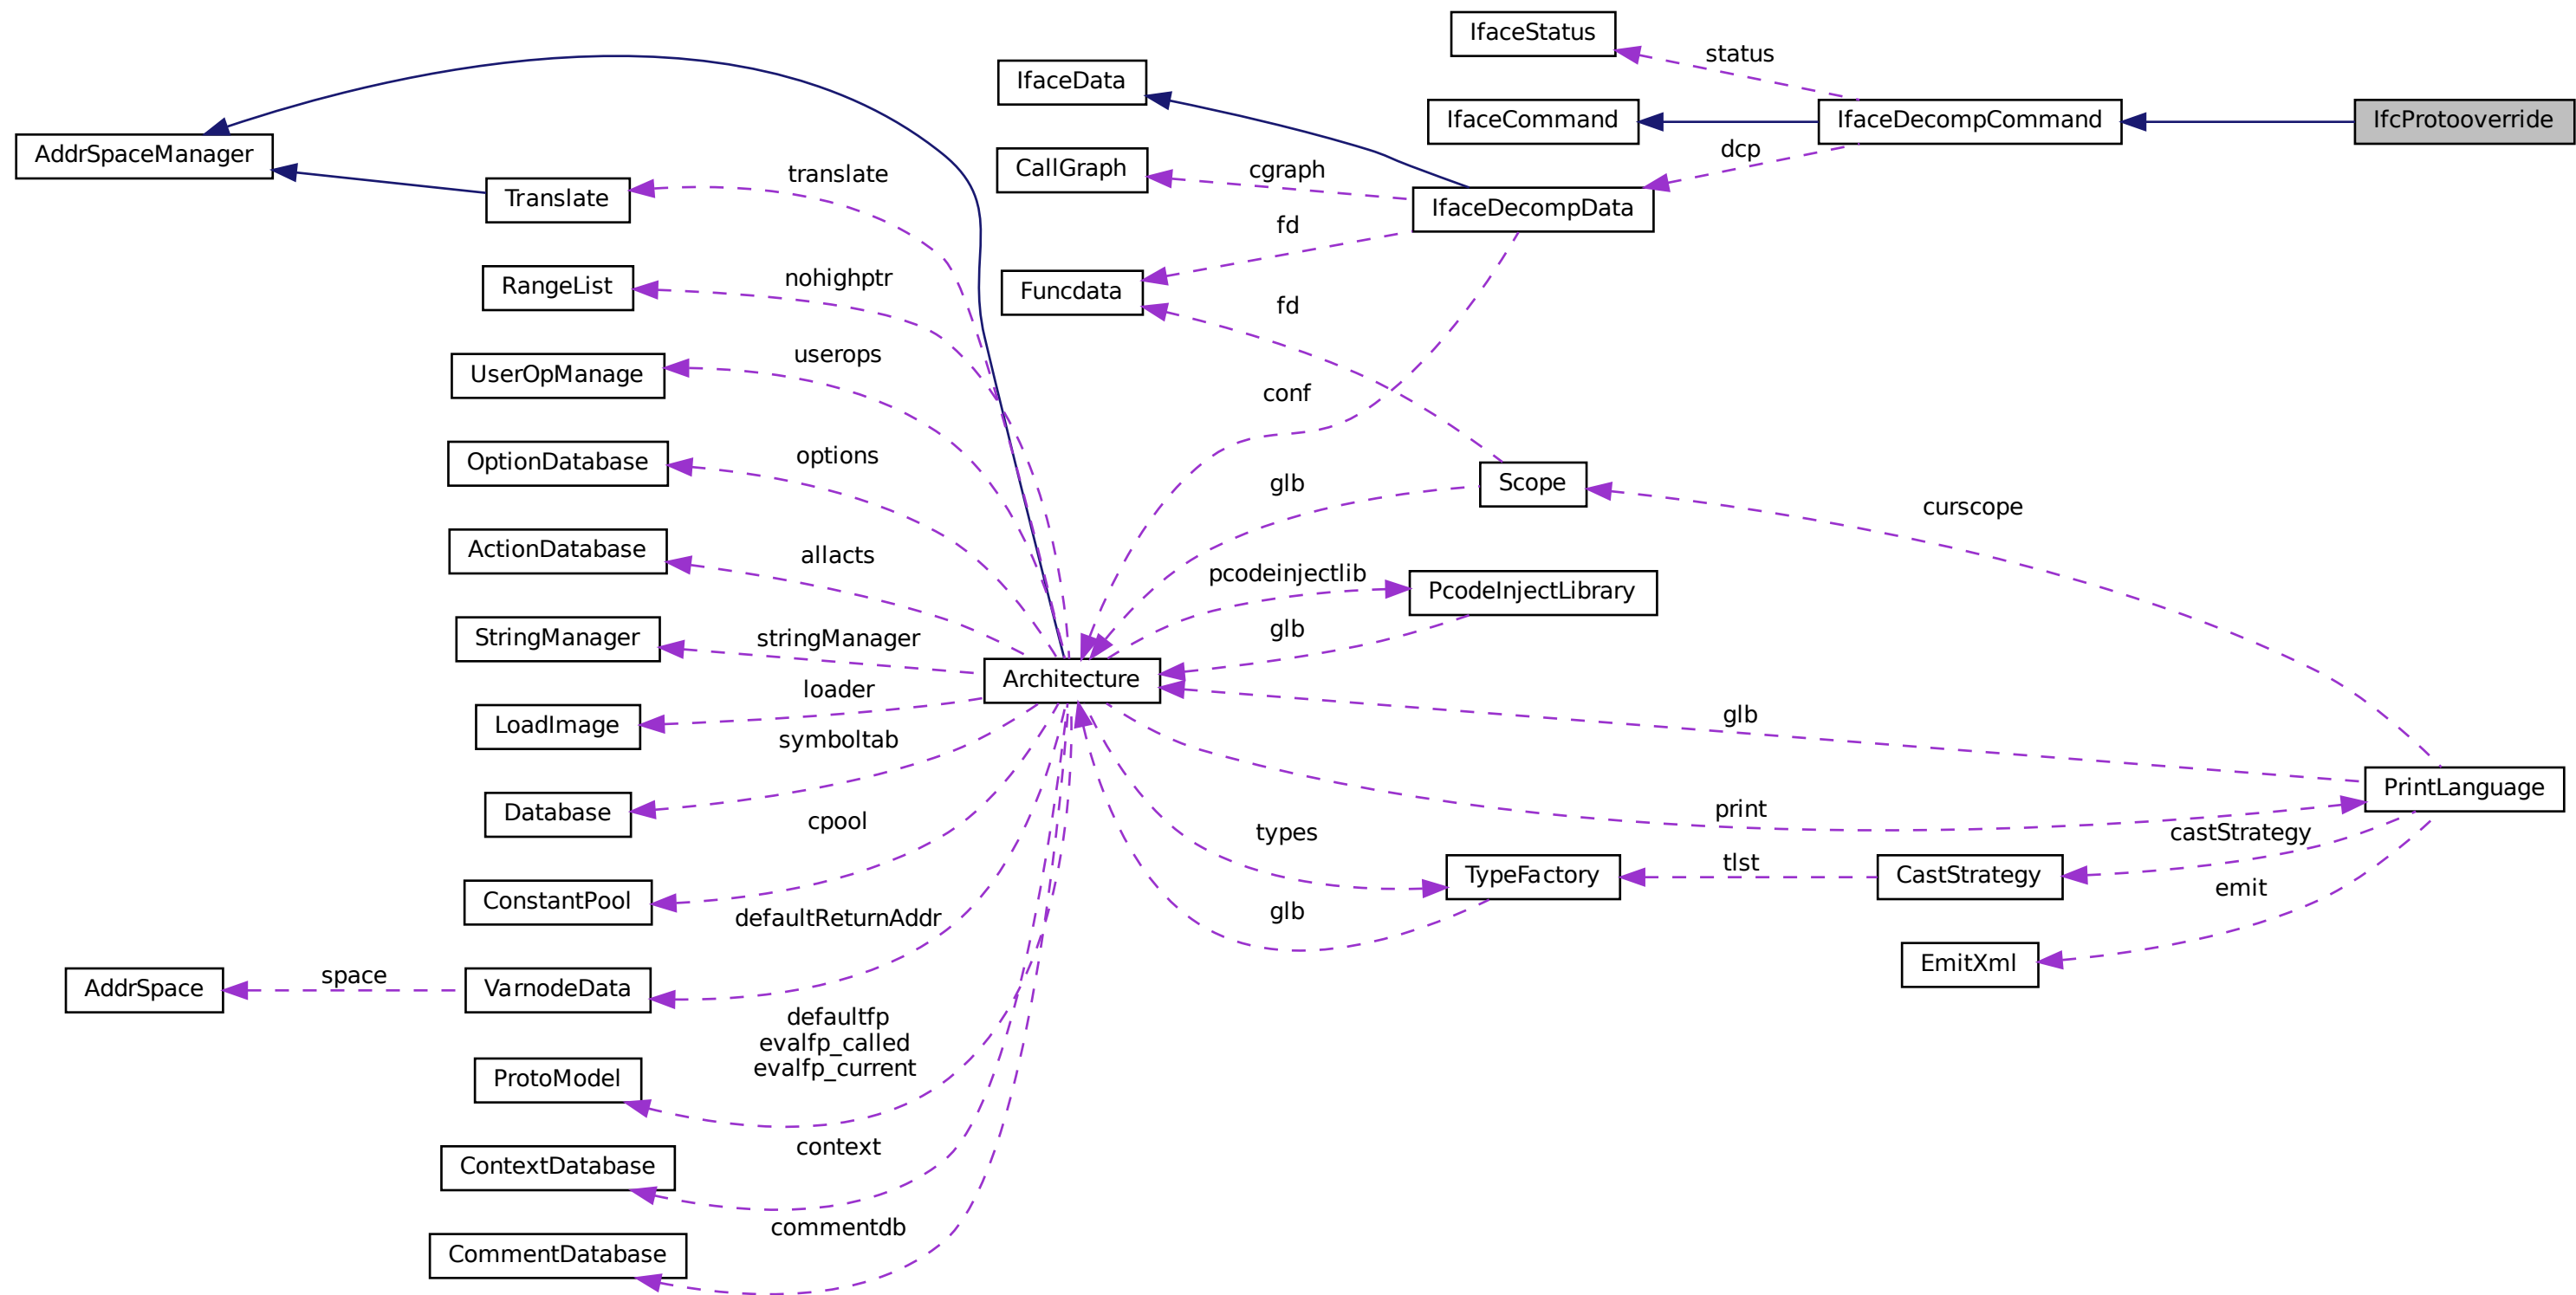 IfaceStatus
status
IfaceData
IfaceCommand
IfaceDecompCommand
IfcProtooverride
AddrSpaceManager
translate
CallGraph
cgraph
dcp
Translate
IfaceDecompData
fd
RangeList
nohighptr
Funcdata
fd
UserOpManage
userops
conf
OptionDatabase
options
glb
Scope
curscope
ActionDatabase
allacts
pcodeinjectlib
PcodeInjectLibrary
StringManager
stringManager
glb
Architecture
LoadImage
loader
glb
symboltab
PrintLanguage
Database
cpool
types
print
castStrategy
ConstantPool
TypeFactory
tlst
CastStrategy
defaultReturnAddr
glb
emit
EmitXml
AddrSpace
space
VarnodeData
defaultfp
evalfp_called
evalfp_current
ProtoModel
context
ContextDatabase
commentdb
CommentDatabase